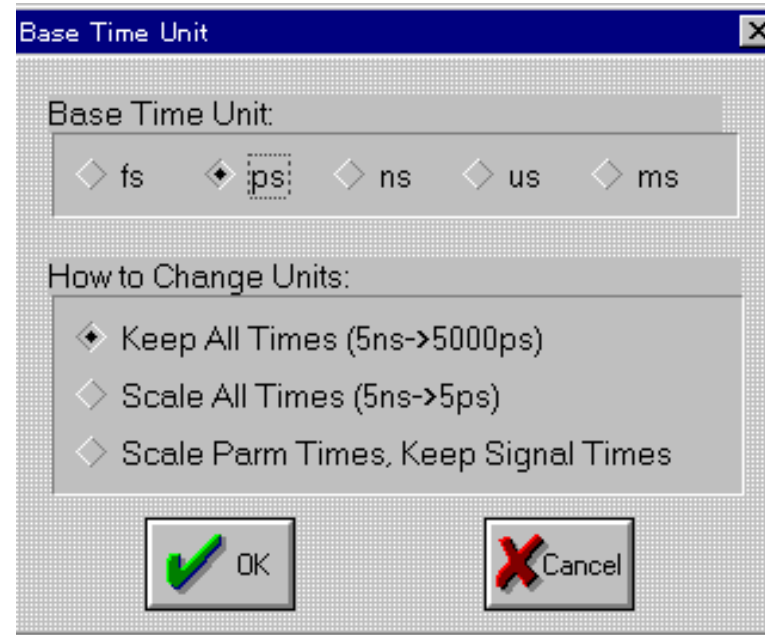 Base Time Unit
Base Time Unit:
fs ps ns us ms
How to Change Units:
Keep All Times (5ns->5000ps)
Scale All Times (5ns->5ps)
Scale Parm Times, Keep Signal Times
OK Cancel